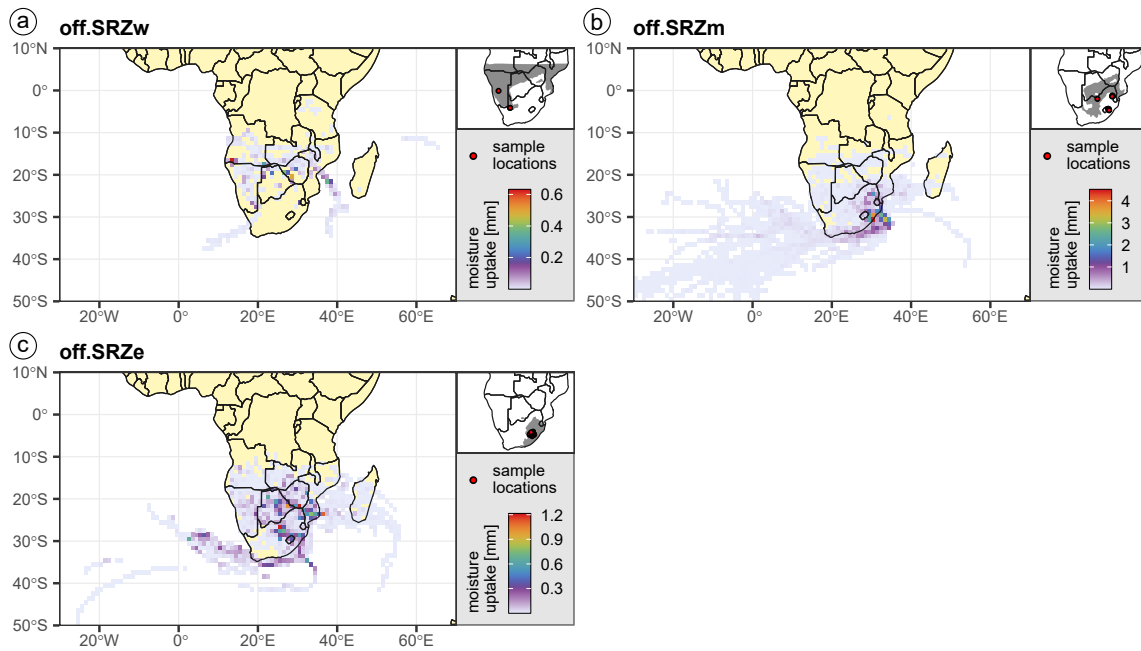 a off.SRZw
10°N
0°
10°S
20°S
30°S
40°S
50°S
20°W 0° 20°E 40°E 60°E
sample
locations
moisture
uptake [mm]
0.6
0.4
0.2
b off.SRZm
10°N
0°
10°S
20°S
30°S
40°S
50°S
20°W 0° 20°E 40°E 60°E
sample
locations
moisture
uptake [mm]
4
3
2
1
c off.SRZe
10°N
0°
10°S
20°S
30°S
40°S
50°S
20°W 0° 20°E 40°E 60°E
sample
locations
moisture
uptake [mm]
1.2
0.9
0.6
0.3